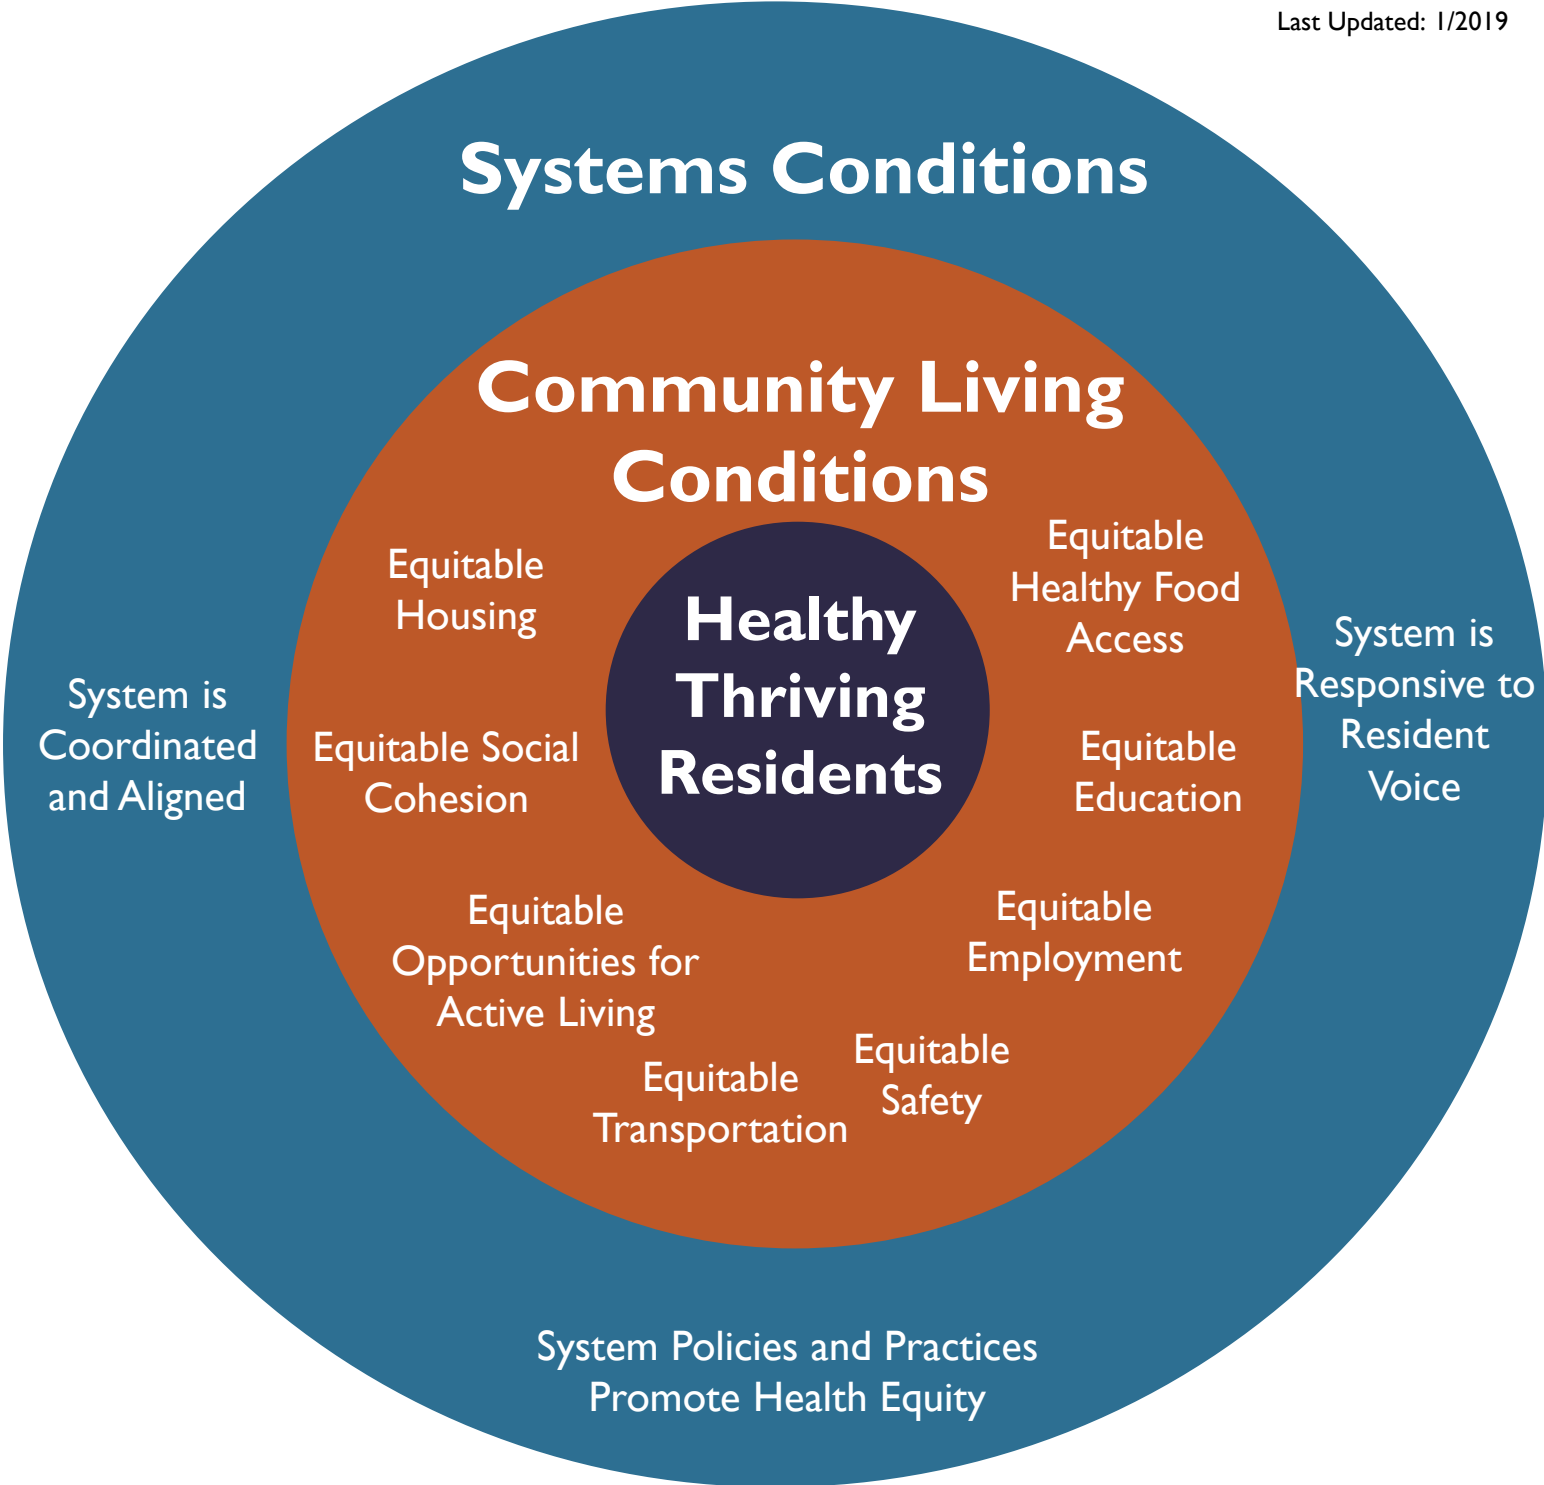 Last Updated: 1/2019
Systems Conditions
Community Living
Conditions
Equitable
Housing
Equitable
Healthy Food
Access
Healthy
Thriving
Residents
System is
Coordinated
and Aligned
System is
Responsive to
Resident
Voice
Equitable Social
Cohesion
Equitable
Education
Equitable
Opportunities for
Active Living
Equitable
Employment
Equitable
Transportation
Equitable
Safety
System Policies and Practices
Promote Health Equity